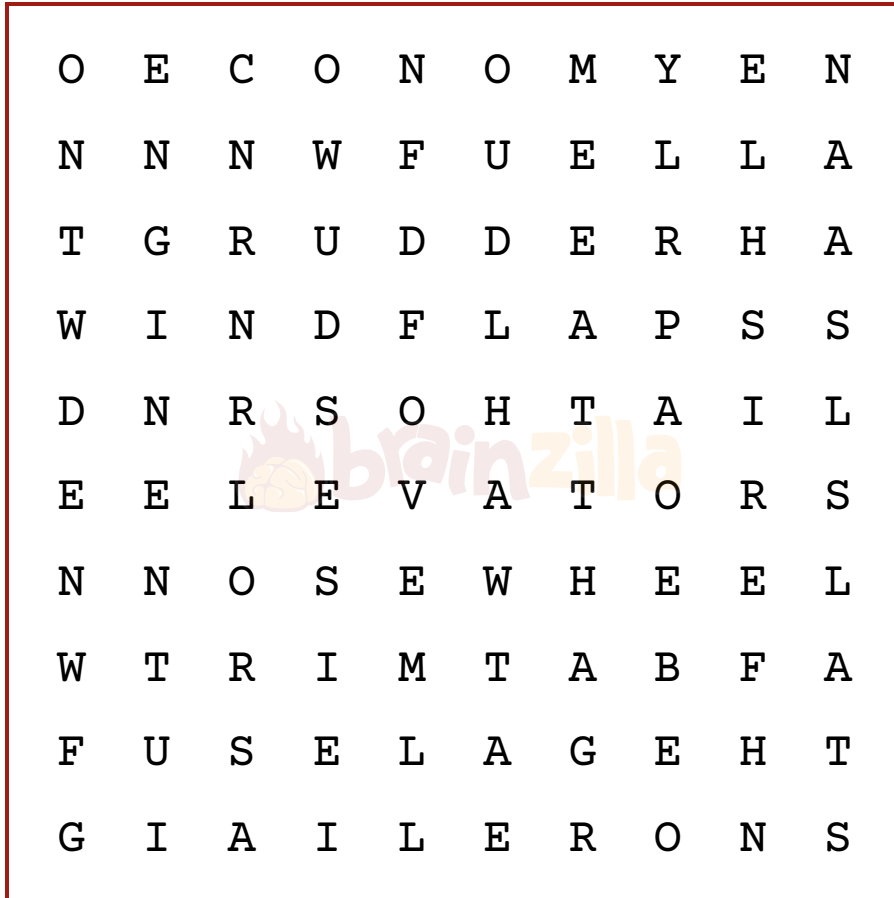 O E C O N O M Y E N
N N N W F U E L L A
T G R U D D E R H A
W I N D F L A P S S
D N R S O H T A I L
E E L E V A T O R S
N N O S E W H E E L
W T R I M T A B F A
F U S E L A G E H T
G I A I L E R O N S
brainzilla